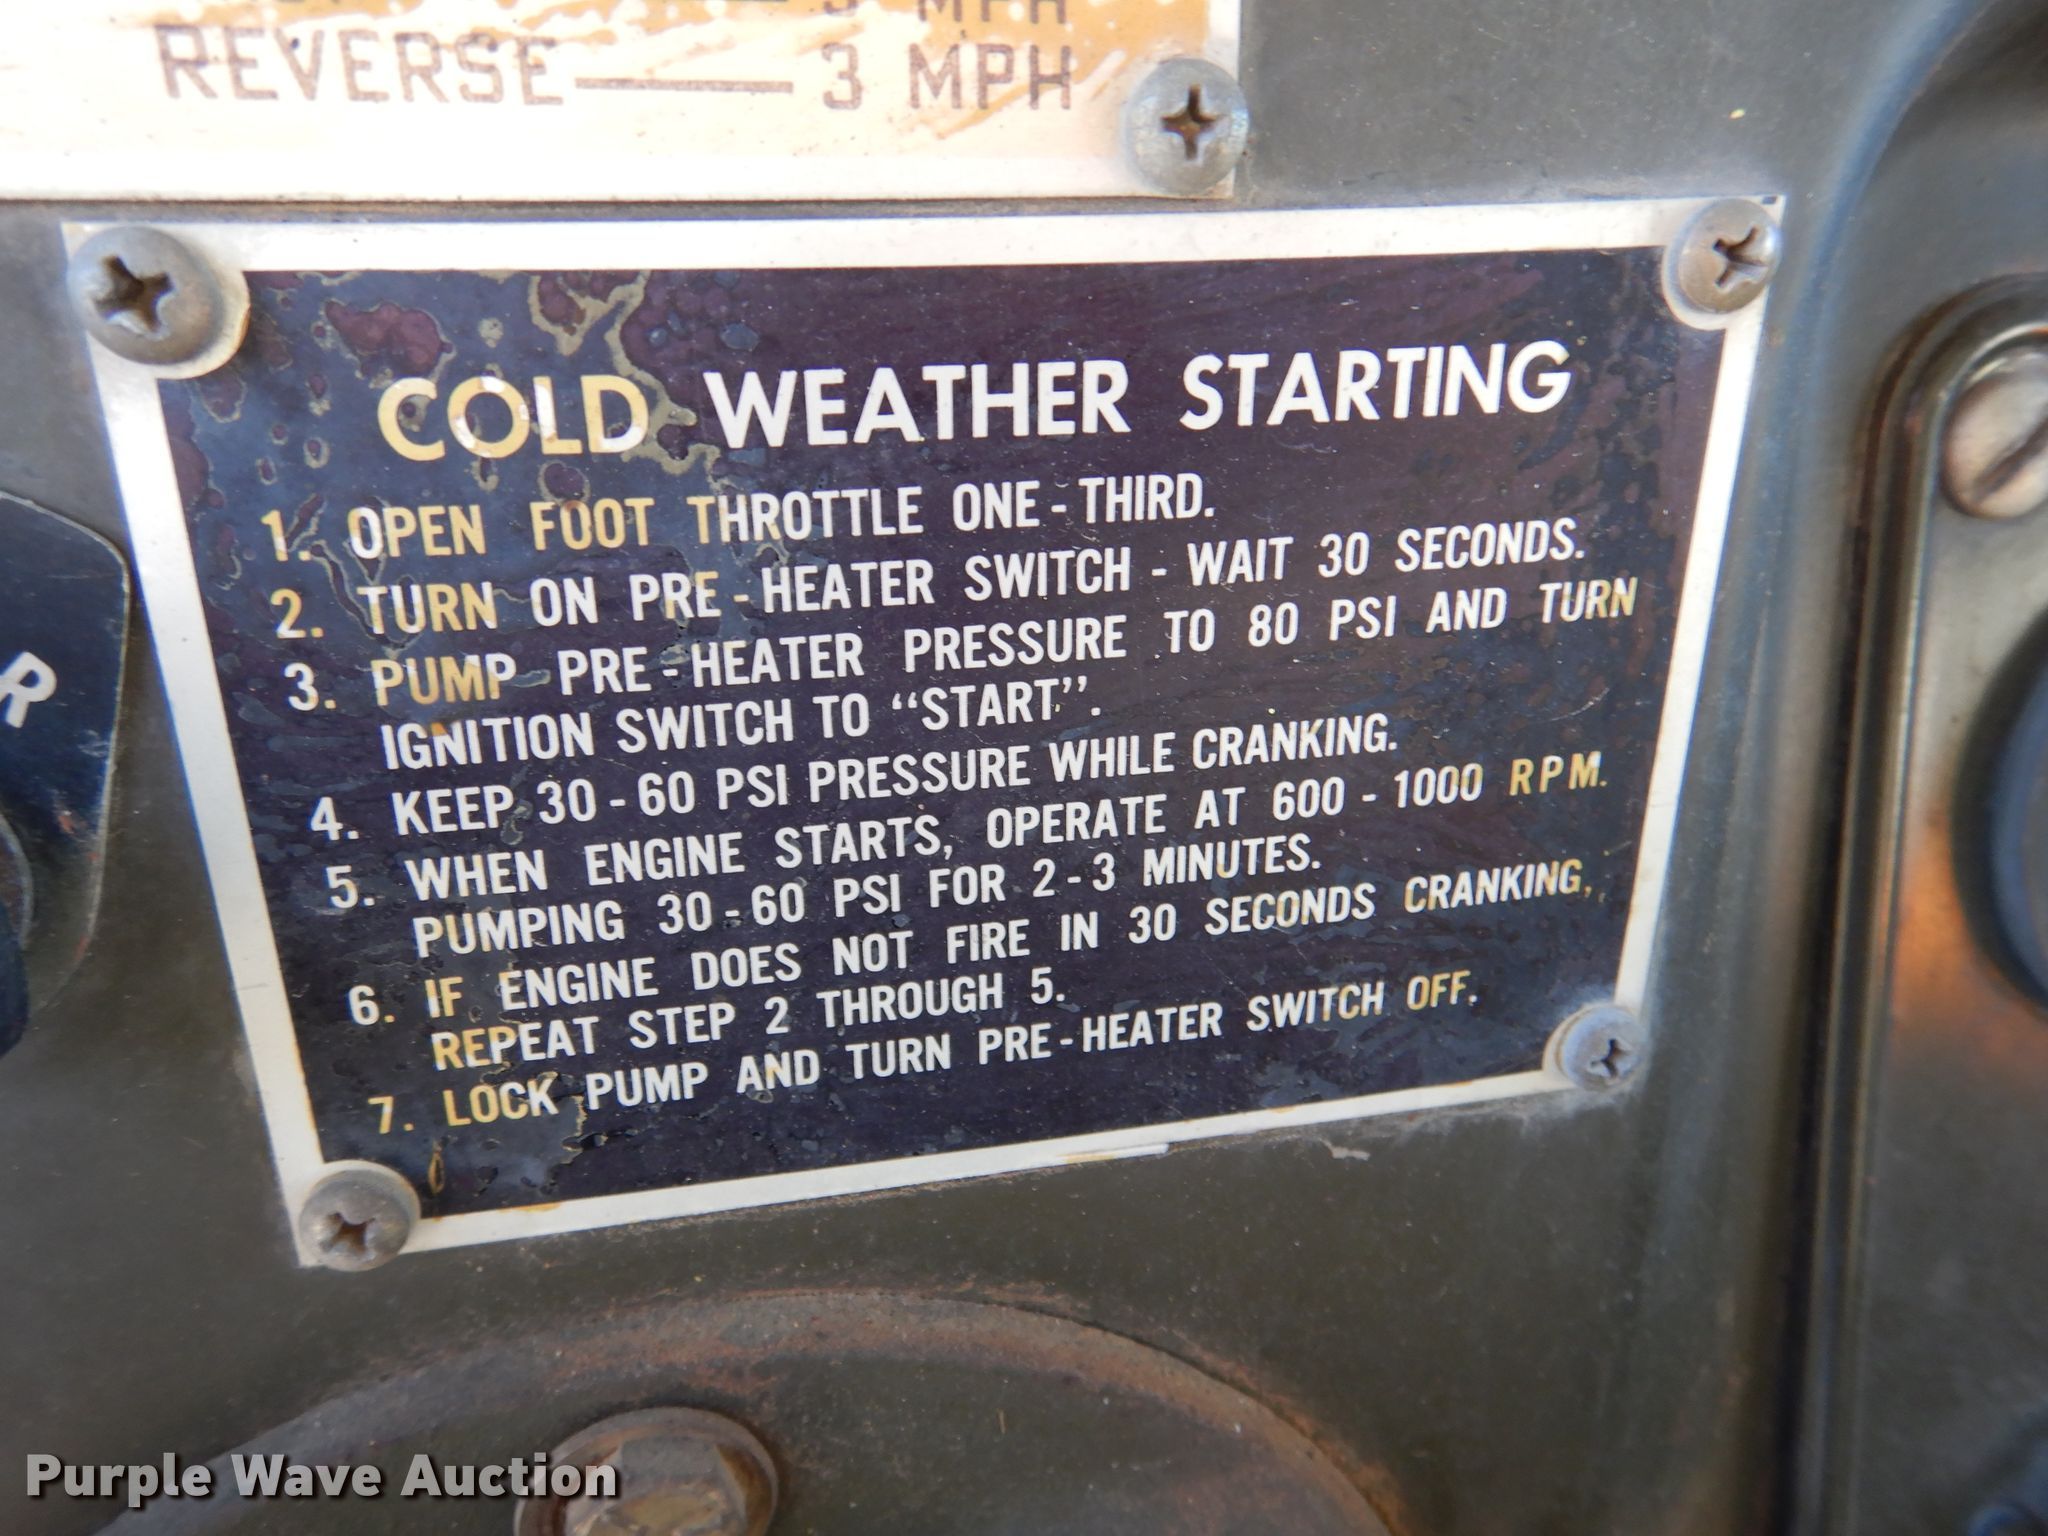 3 MPH
REVERSE 3 MPH
COLD WEATHER STARTING
1. OPEN FOOT THROTTLE ONE-THIRD.
2. TURN ON PRE-HEATER SWITCH - WAIT 30 SECONDS.
3. PUMP PRE-HEATER PRESSURE TO 80 PSI AND TURN
IGNITION SWITCH TO "START".
4. KEEP 30-60 PSI PRESSURE WHILE CRANKING.
5. WHEN ENGINE STARTS, OPERATE AT 600-1000 RPM.
PUMPING 30-60 PSI FOR 2-3 MINUTES.
6. IF ENGINE DOES NOT FIRE IN 30 SECONDS CRANKING,
REPEAT STEP 2 THROUGH 5.
7. LOCK PUMP AND TURN PRE-HEATER SWITCH OFF.
R
Purple Wave Auction